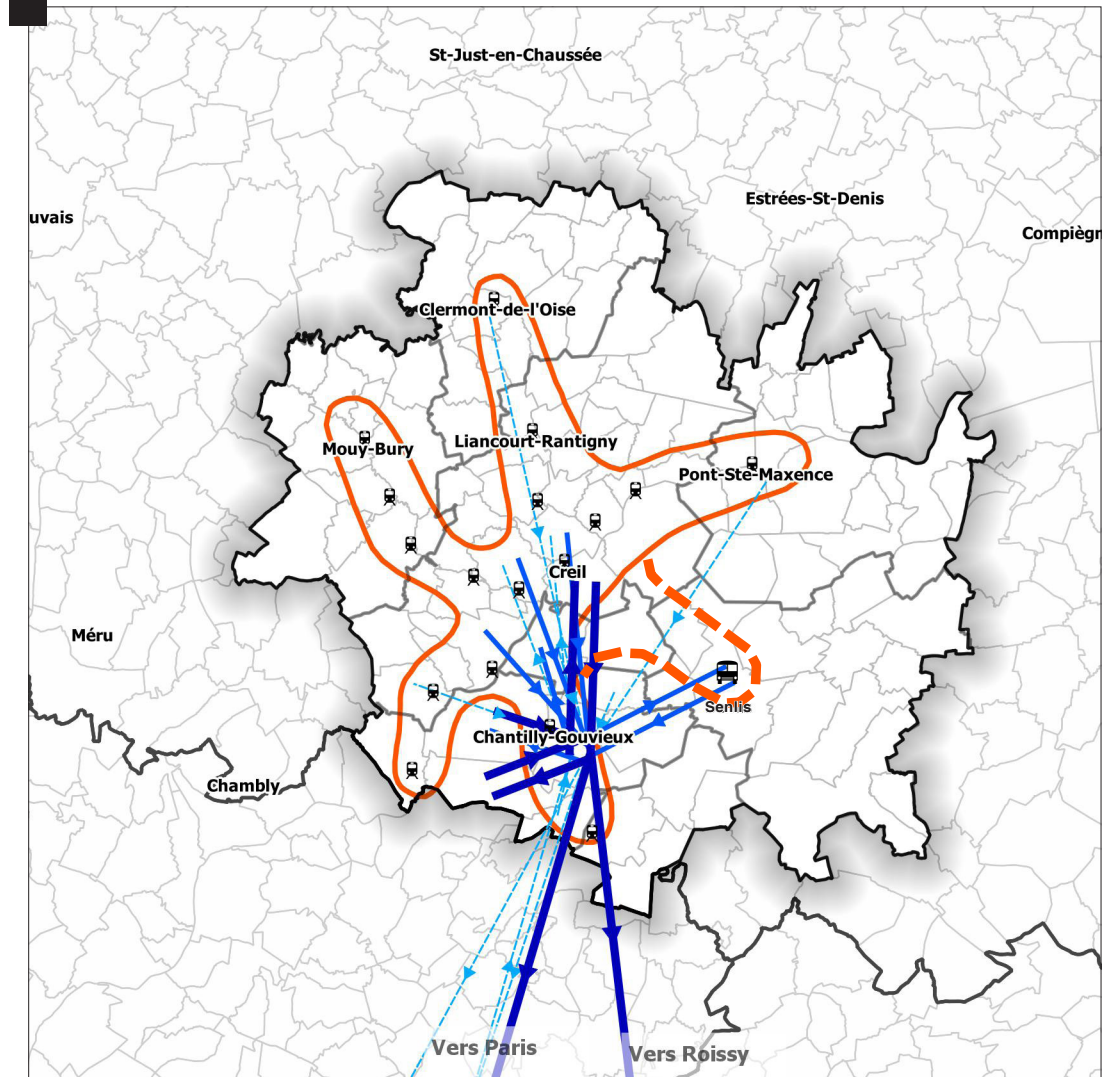 St-Just-en-Chaussée
Estrées-St-Denis
uvais
Compiègn
Clermont-de-l'Oise
Liancourt-Rantigny
Mouy-Bury
Pont-Ste-Maxence
Creil
Méru
Senlis
Chantilly-Gouvieux
Chambly
Vers Paris
Vers Roissy